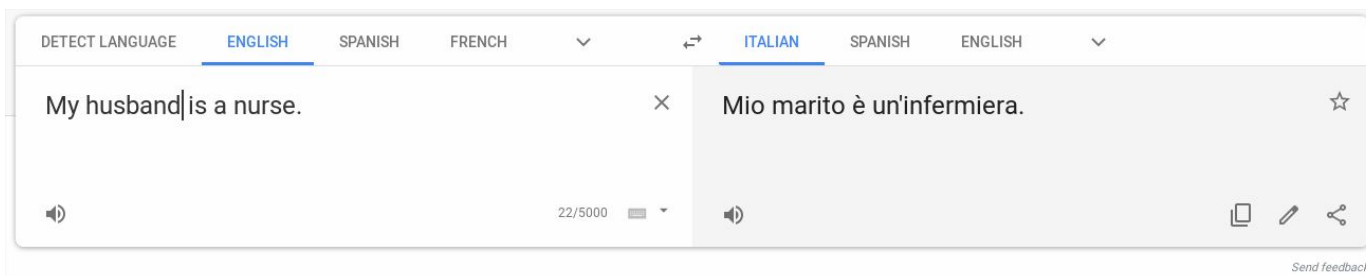 DETECT LANGUAGE ENGLISH SPANISH FRENCH ITALIAN SPANISH ENGLISH
My husband is a nurse. Mio marito è un'infermiera.
22/5000
Send feedback